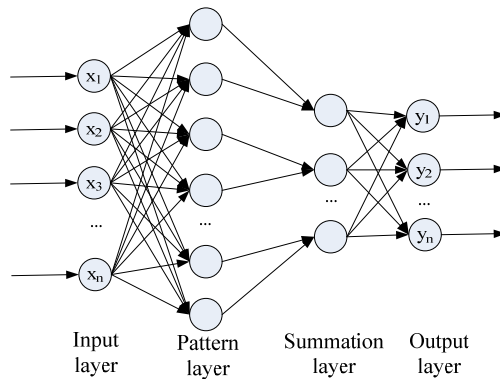 x₁
x₂
x₃
...
xₙ
...
...
y₁
y₂
...
yₙ
Input
layer
Pattern
layer
Summation
layer
Output
layer